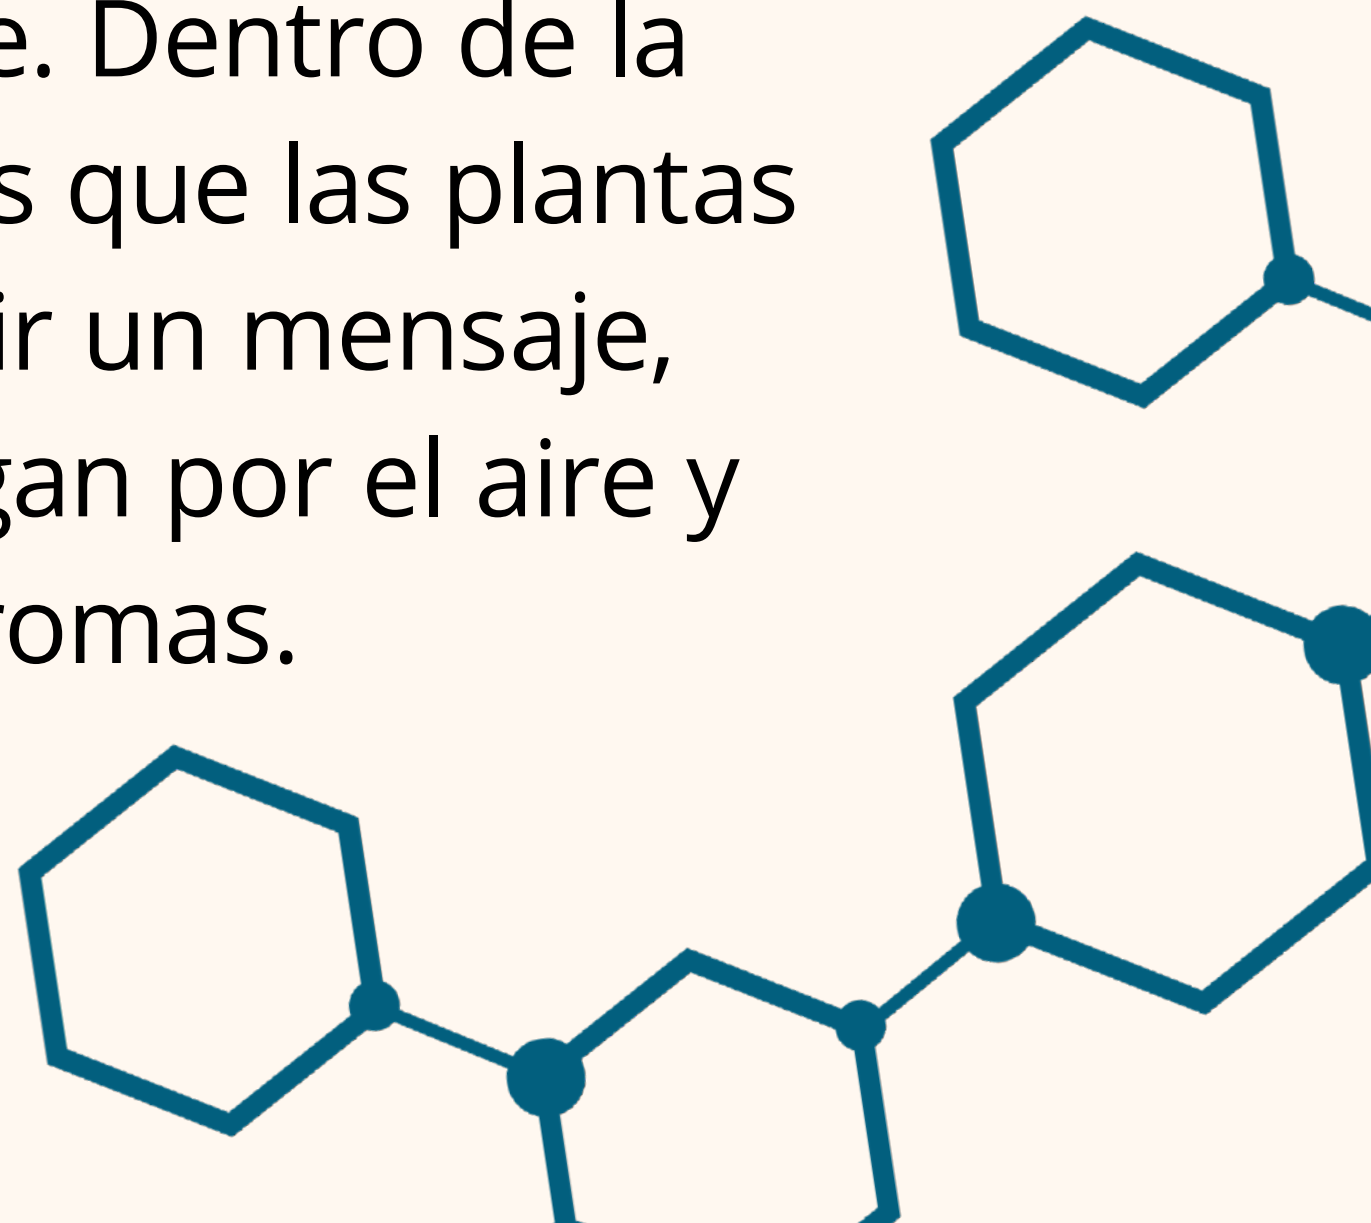 e. Dentro de la
s que las plantas
ir un mensaje,
gan por el aire y
romas.